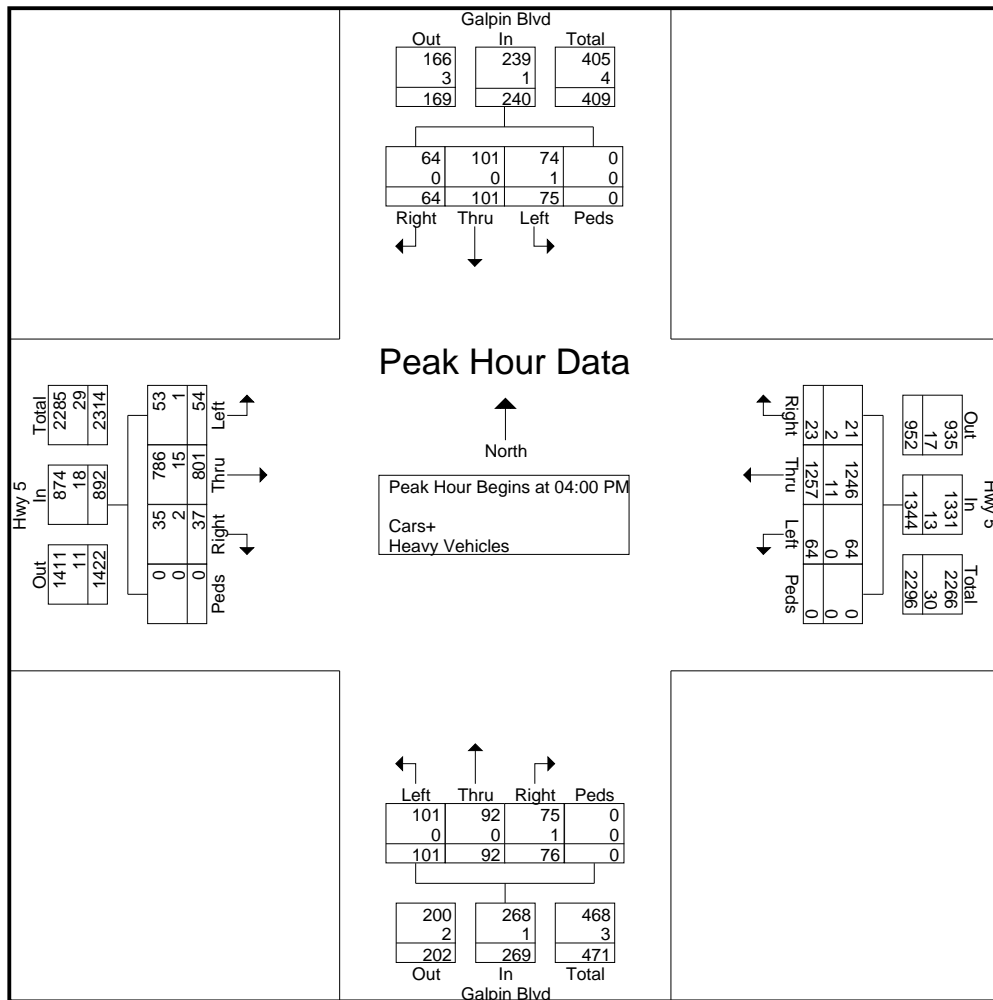 Galpin Blvd
Out In Total
166 239 405
3 1 4
169 240 409
64 101 74 0
0 0 1 0
64 101 75 0
Right Thru Left Peds
Peak Hour Data
North
Peak Hour Begins at 04:00 PM
Cars+
Heavy Vehicles
Hwy 5
Total In Out
2285 874 1411
29 18 11
2314 892 1422
53 786 35 0
1 15 2 0
54 801 37 0
Left Thru Right Peds
Hwy 5
Out In Total
935 1331 2266
17 13 30
952 1344 2296
21 1246 64 0
2 11 0 0
23 1257 64 0
Right Thru Left Peds
Left Thru Right Peds
101 92 75 0
0 0 1 0
101 92 76 0
200 268 468
2 1 3
202 269 471
Out In Total
Galpin Blvd